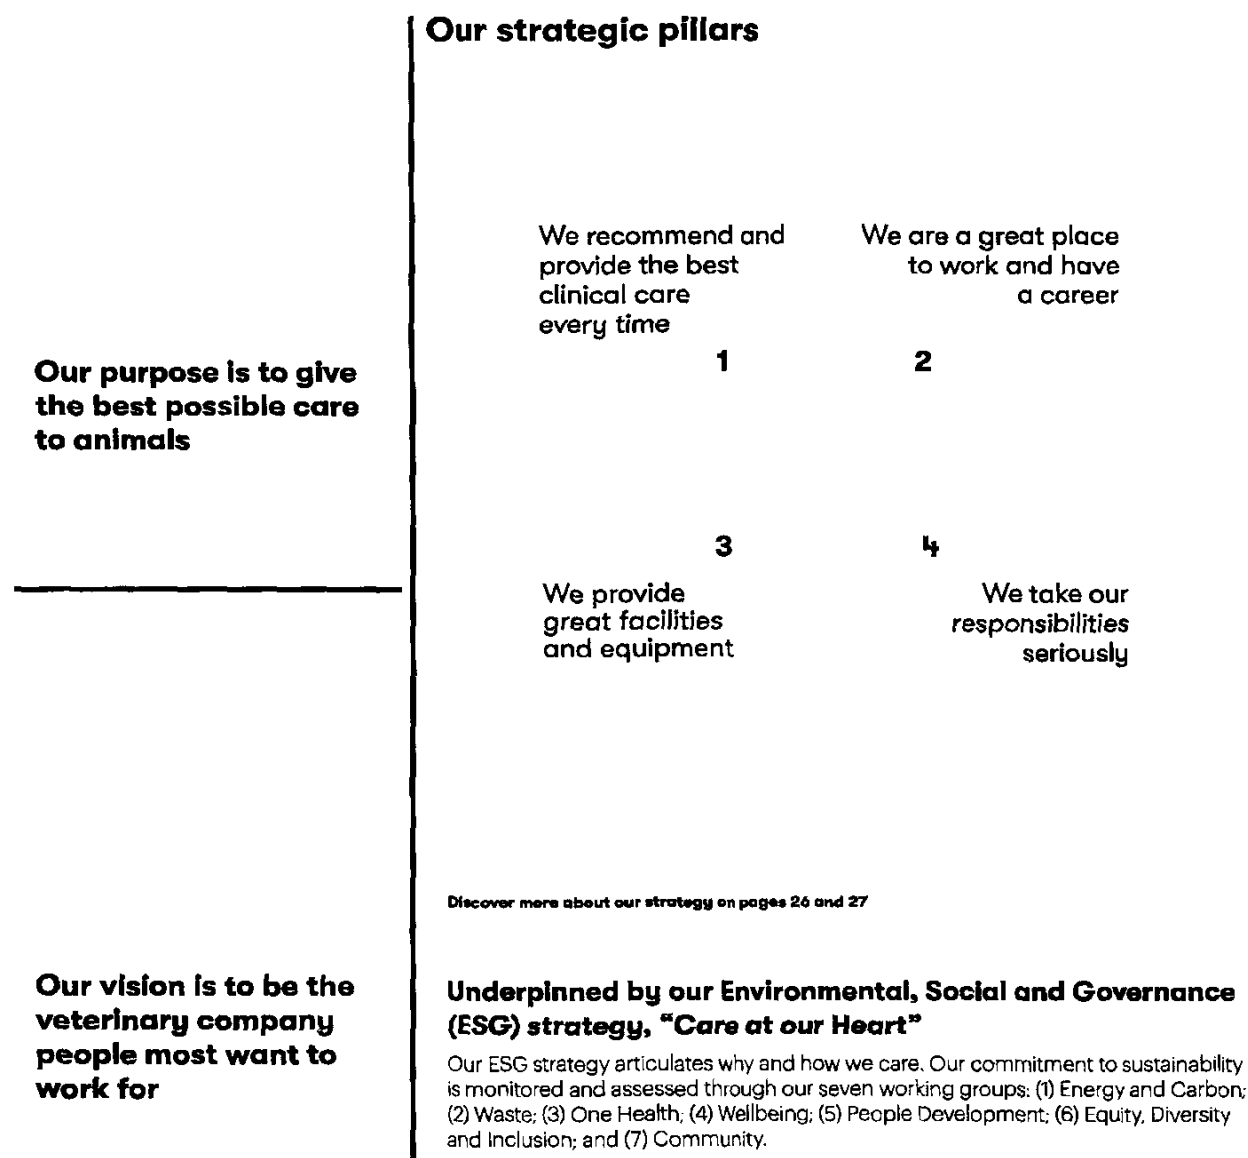 Our strategic pillars
We recommend and
provide the best
clinical care
every time
1
We are a great place
to work and have
a career
2
3
We provide
great facilities
and equipment
4
We take our
responsibilities
seriously
Discover more about our strategy on pages 26 and 27
Our purpose is to give
the best possible care
to animals
Our vision is to be the
veterinary company
people most want to
work for
Underpinned by our Environmental, Social and Governance
(ESG) strategy, “Care at our Heart”
Our ESG strategy articulates why and how we care. Our commitment to sustainability
is monitored and assessed through our seven working groups: (1) Energy and Carbon;
(2) Waste; (3) One Health; (4) Wellbeing; (5) People Development; (6) Equity, Diversity
and Inclusion; and (7) Community.